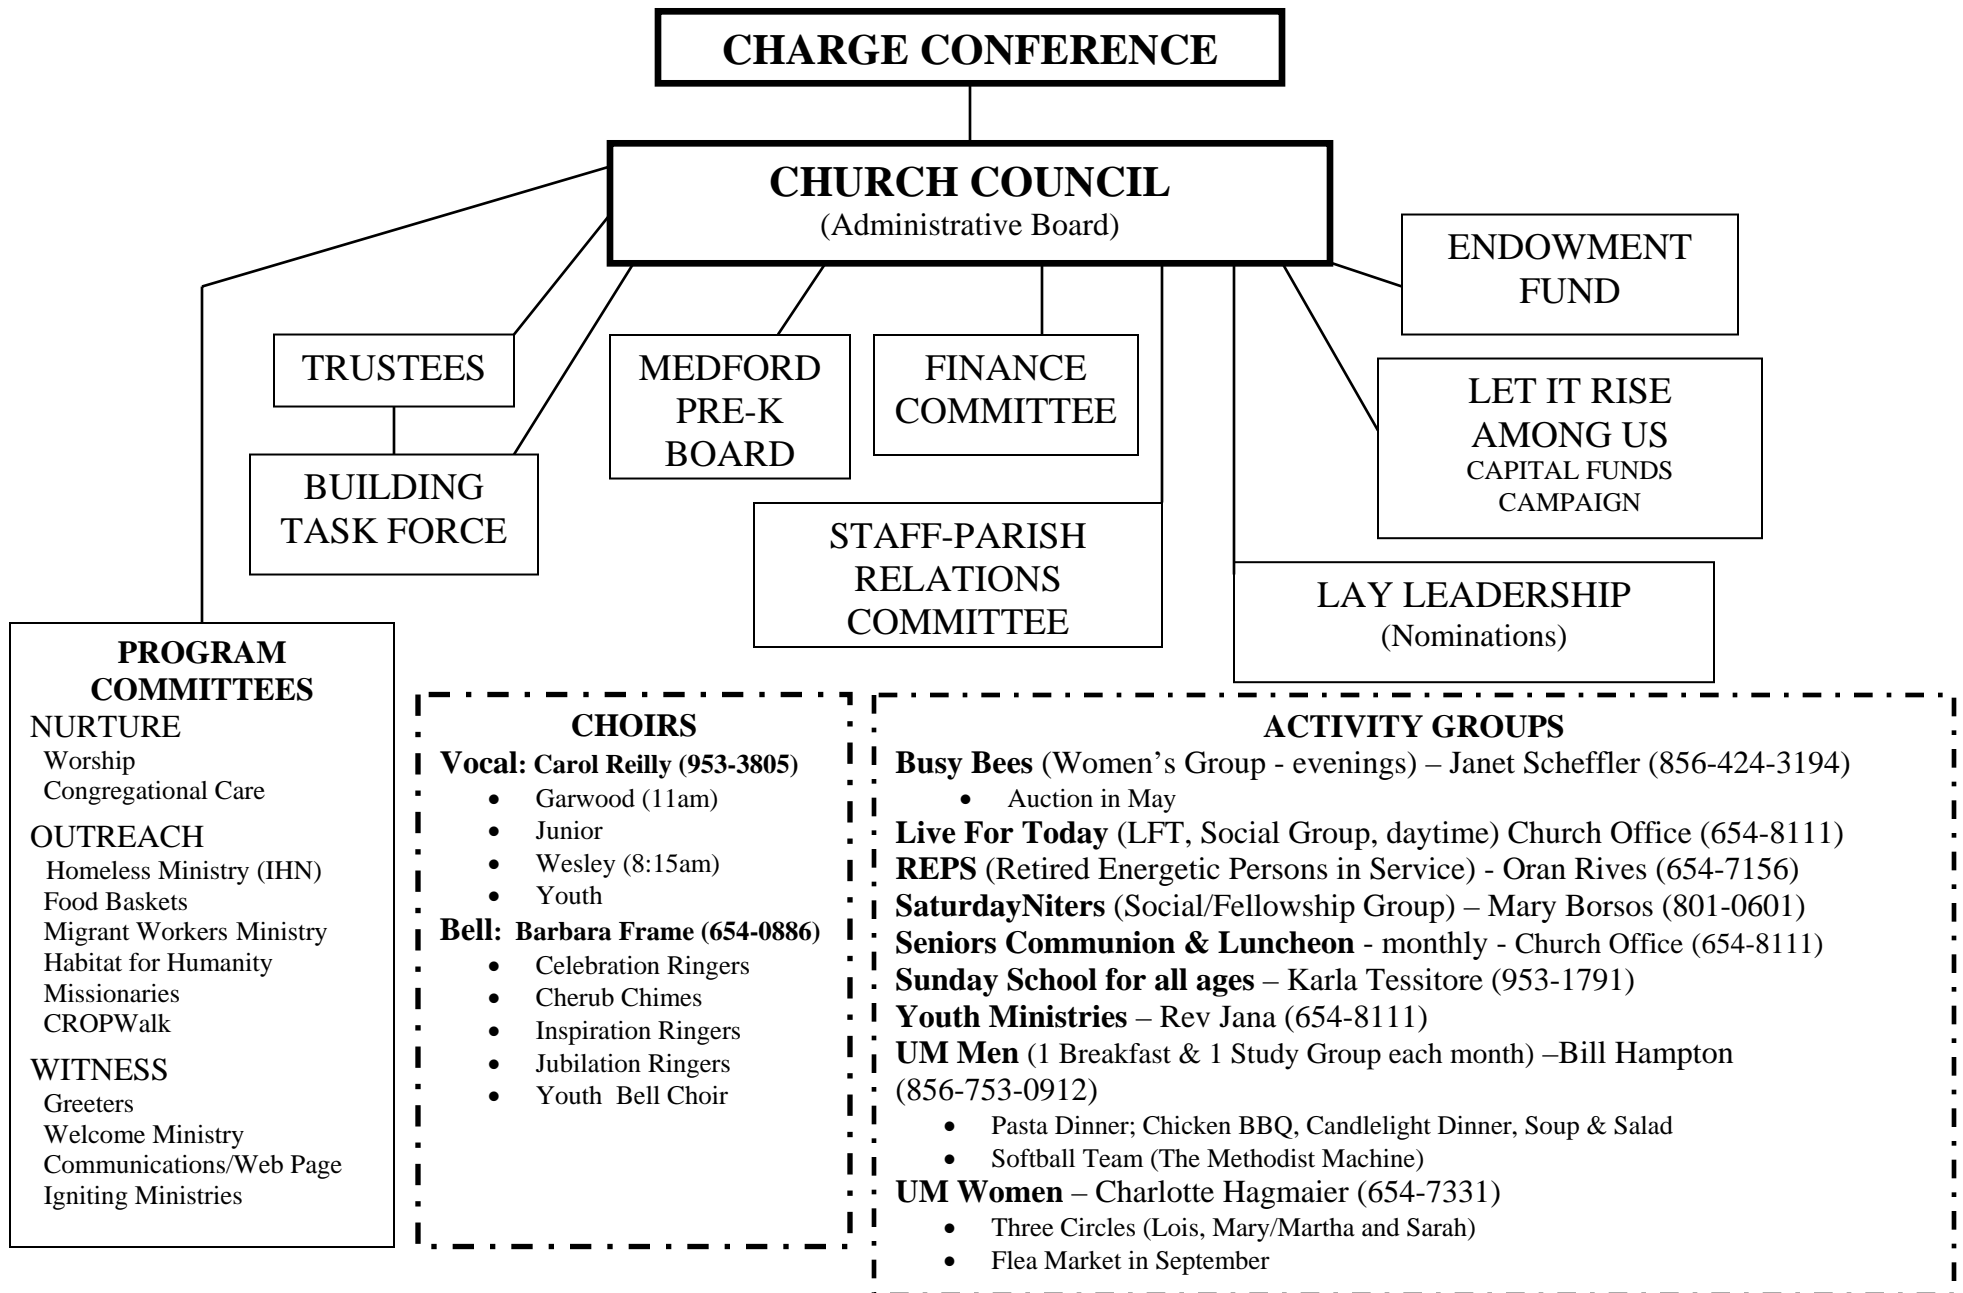 CHARGE CONFERENCE
CHURCH COUNCIL
(Administrative Board)
ENDOWMENT
FUND
TRUSTEES
MEDFORD
PRE-K
BOARD
FINANCE
COMMITTEE
LET IT RISE
AMONG US
CAPITAL FUNDS
CAMPAIGN
BUILDING
TASK FORCE
STAFF-PARISH
RELATIONS
COMMITTEE
LAY LEADERSHIP
(Nominations)
PROGRAM
COMMITTEES
NURTURE
Worship
Congregational Care
OUTREACH
Homeless Ministry (IHN)
Food Baskets
Migrant Workers Ministry
Habitat for Humanity
Missionaries
CROPWalk
WITNESS
Greeters
Welcome Ministry
Communications/Web Page
Igniting Ministries
CHOIRS
Vocal: Carol Reilly (953-3805)
• Garwood (11am)
• Junior
• Wesley (8:15am)
• Youth
Bell: Barbara Frame (654-0886)
• Celebration Ringers
• Cherub Chimes
• Inspiration Ringers
• Jubilation Ringers
• Youth Bell Choir
ACTIVITY GROUPS
Busy Bees (Women’s Group - evenings) – Janet Scheffler (856-424-3194)
• Auction in May
Live For Today (LFT, Social Group, daytime) Church Office (654-8111)
REPS (Retired Energetic Persons in Service) - Oran Rives (654-7156)
SaturdayNiters (Social/Fellowship Group) – Mary Borsos (801-0601)
Seniors Communion & Luncheon - monthly - Church Office (654-8111)
Sunday School for all ages – Karla Tessitore (953-1791)
Youth Ministries – Rev Jana (654-8111)
UM Men (1 Breakfast & 1 Study Group each month) –Bill Hampton
(856-753-0912)
• Pasta Dinner; Chicken BBQ, Candlelight Dinner, Soup & Salad
• Softball Team (The Methodist Machine)
UM Women – Charlotte Hagmaier (654-7331)
• Three Circles (Lois, Mary/Martha and Sarah)
• Flea Market in September